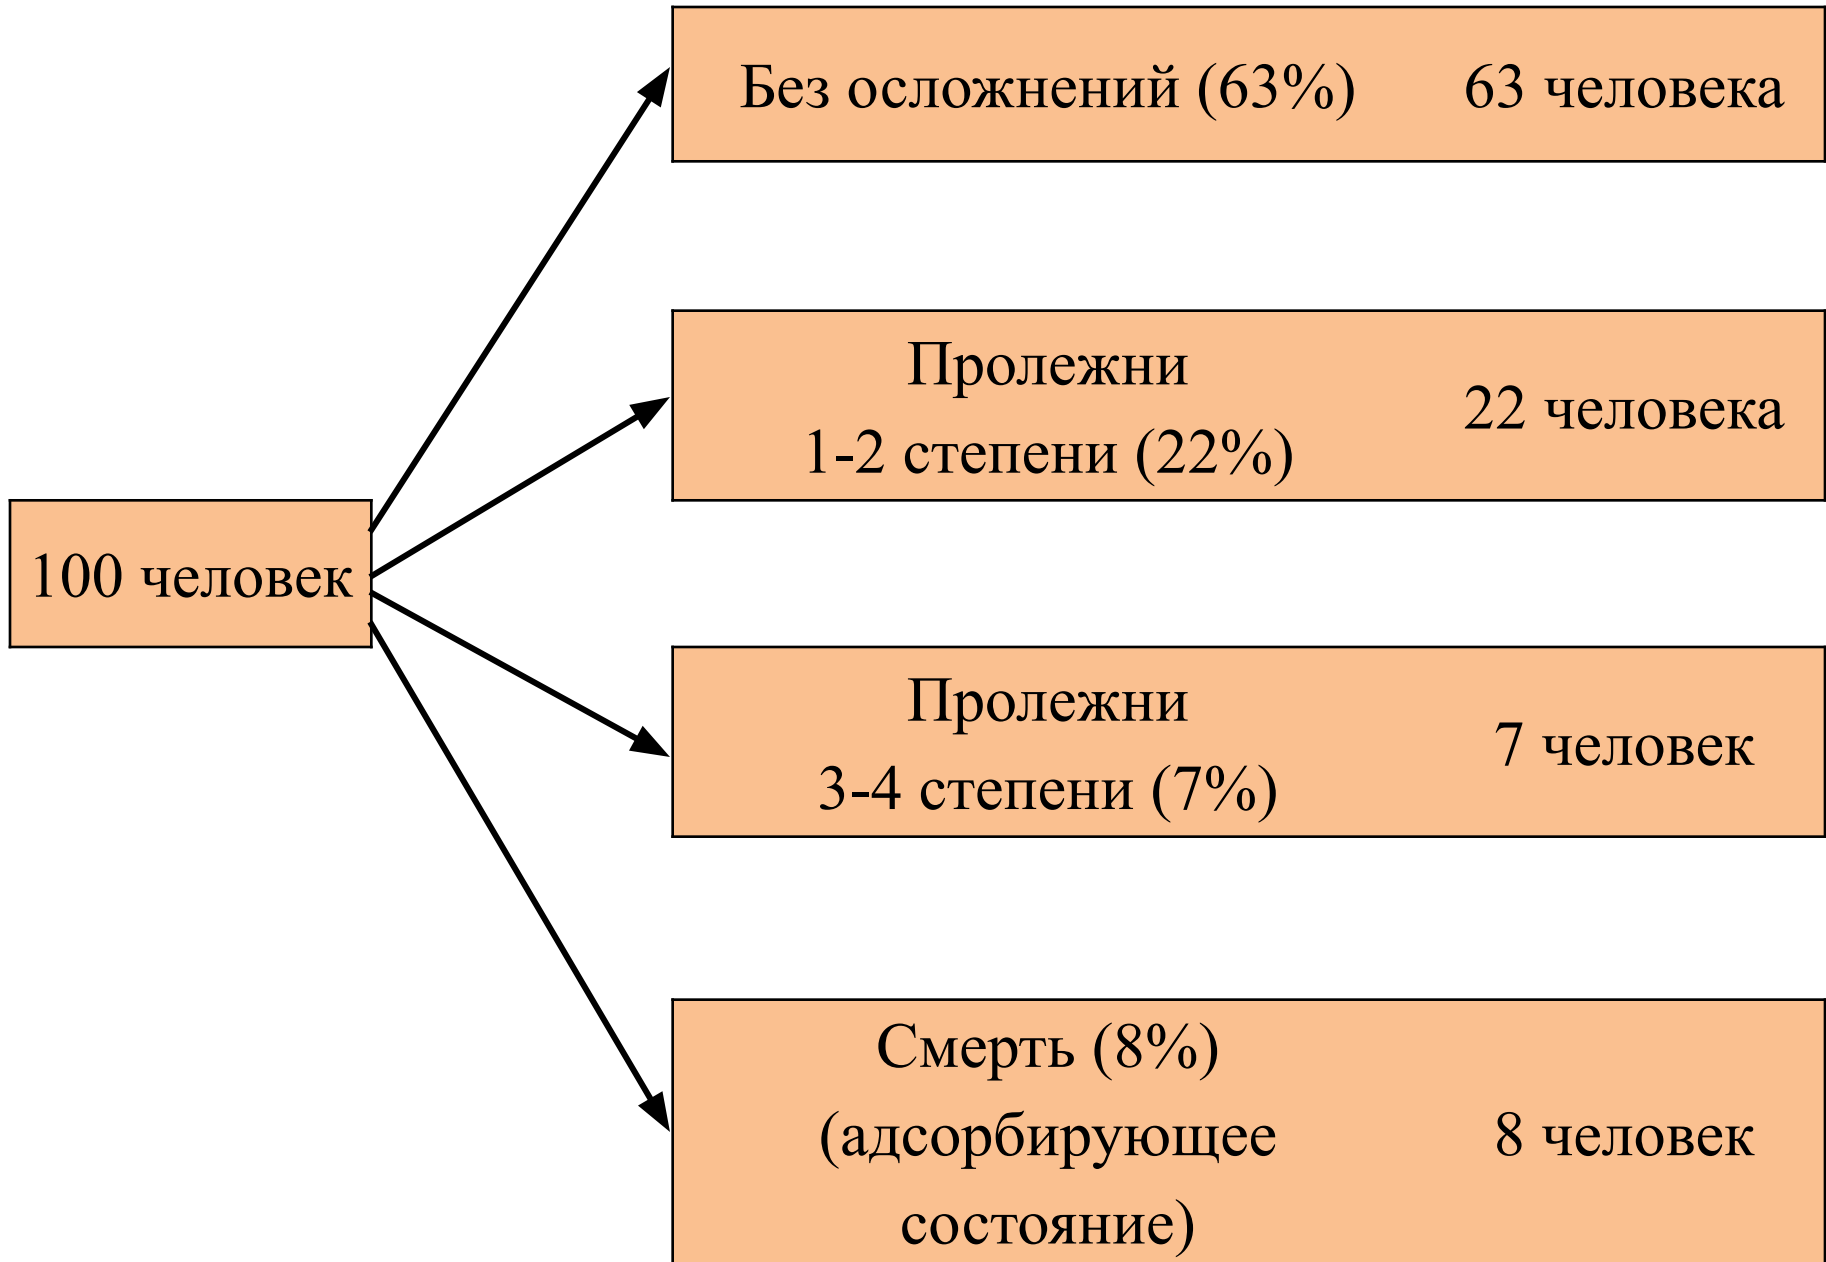 Без осложнений (63%) 63 человека
Пролежни
1-2 степени (22%)
22 человека
100 человек
Пролежни
3-4 степени (7%)
7 человек
Смерть (8%)
(адсорбирующее
состояние)
8 человек